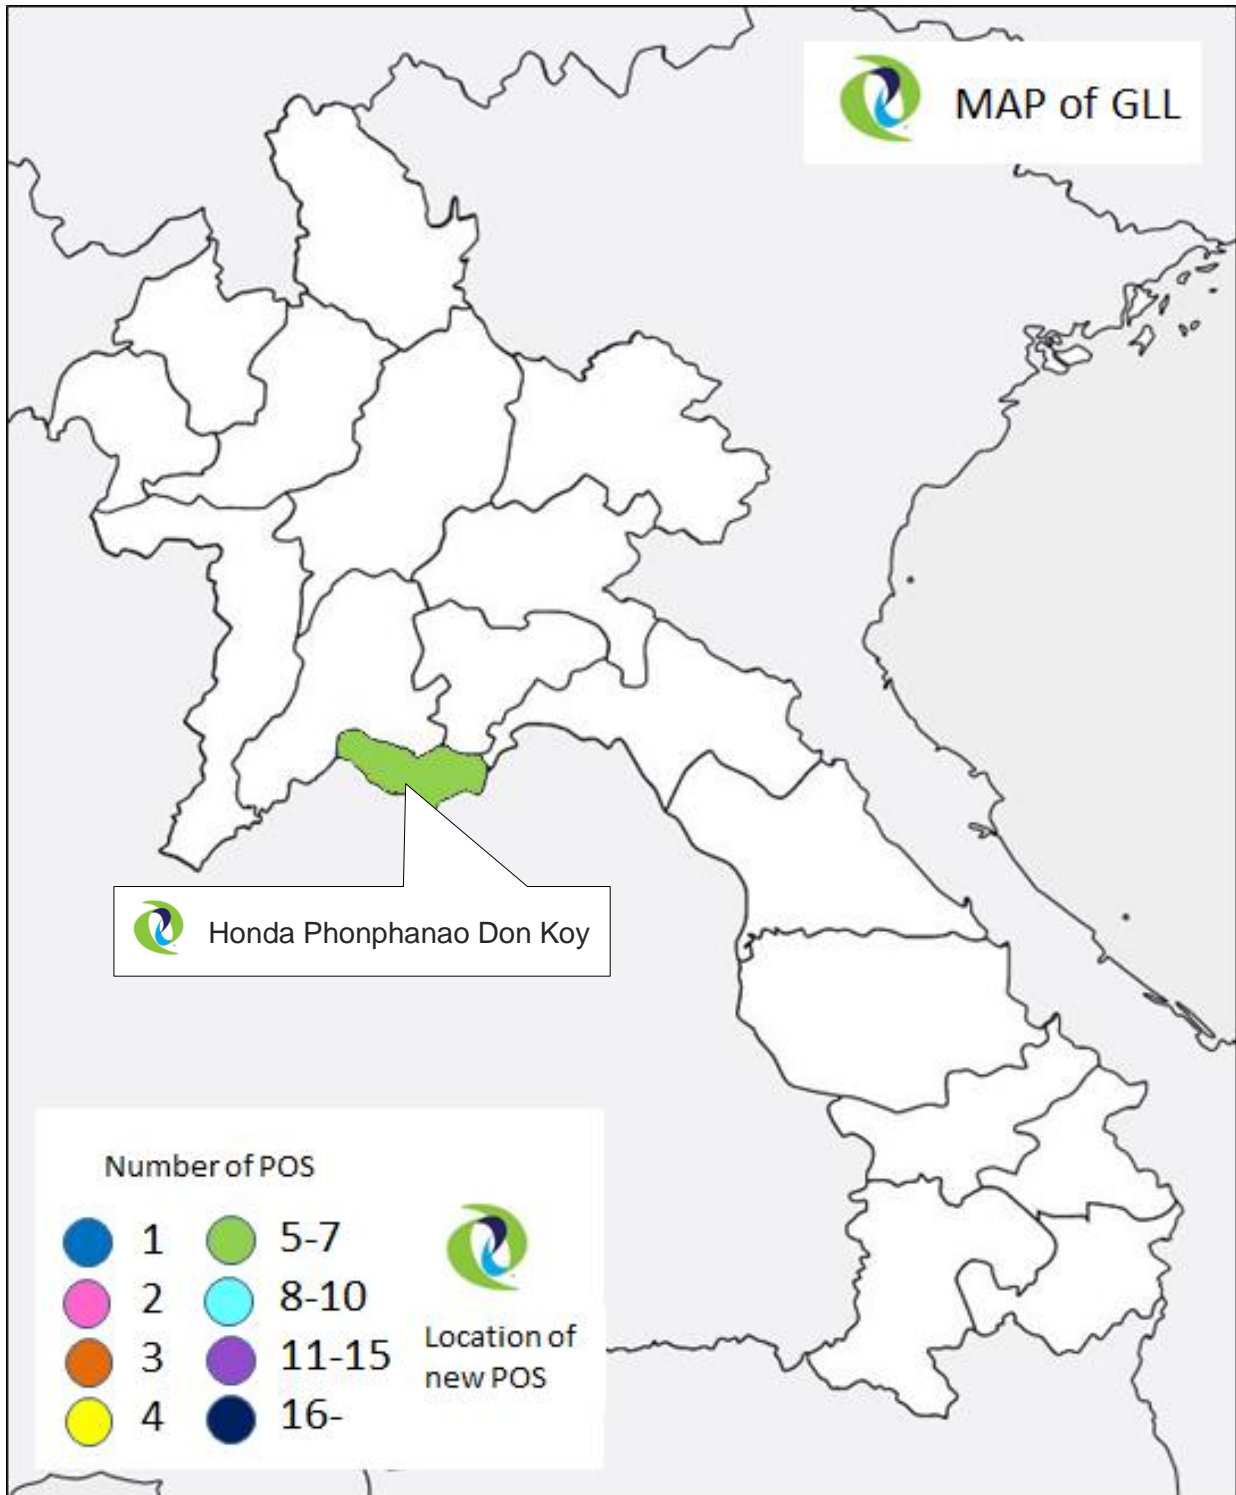 MAP of GLL
Honda Phonphanao Don Koy
Number of POS
1
5-7
2
8-10
3
11-15
4
16-
Location of
new POS